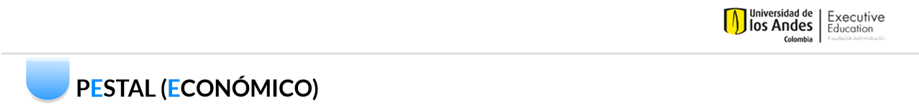 Universidad de
los Andes
Colombia
Executive
Education
PESTAL (ECONÓMICO)